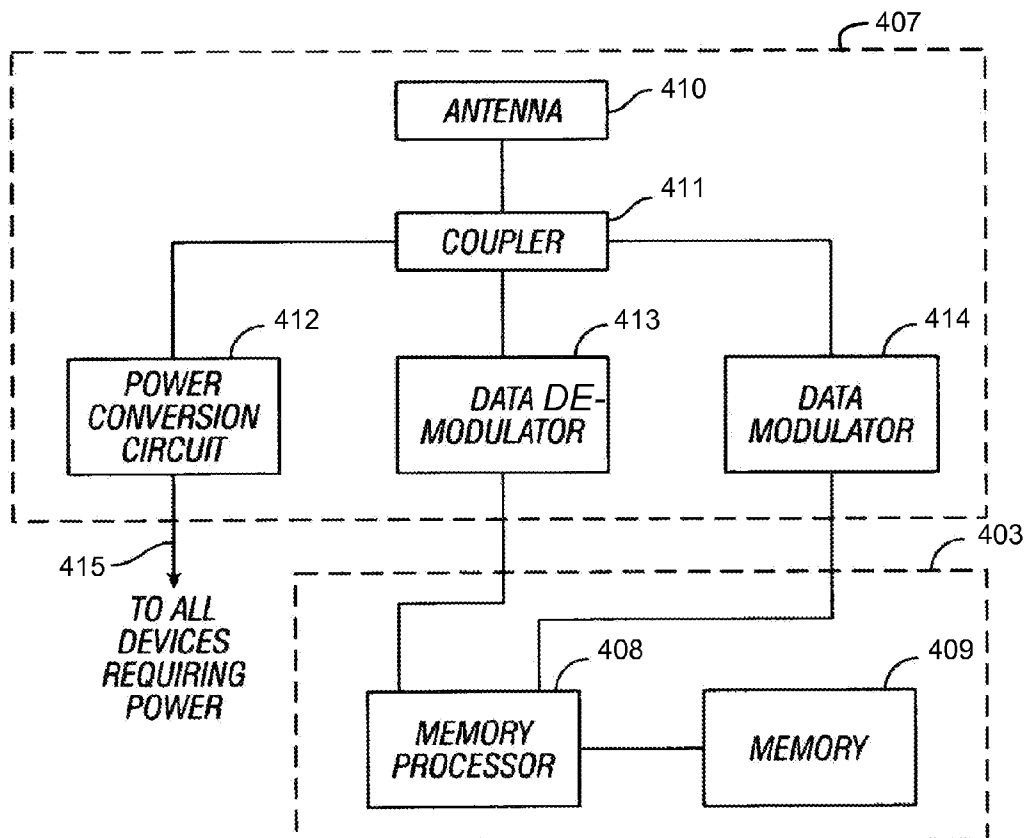 407
ANTENNA
410
411
COUPLER
412
413
414
POWER
CONVERSION
CIRCUIT
DATA DE-
MODULATOR
DATA
MODULATOR
403
415
TO ALL
DEVICES
REQUIRING
POWER
408
409
MEMORY
PROCESSOR
MEMORY